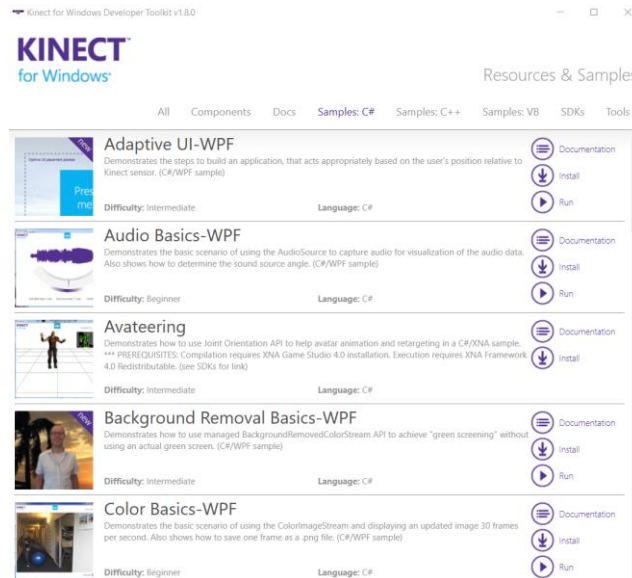 Kinect for Windows Developer Toolkit v1.8.0
KINECT™
for Windows®
Resources & Samples
All Components Docs Samples: C# Samples: C++ Samples: VB SDKs Tools
new
Press
me
Adaptive UI-WPF
Demonstrates the steps to build an application, that acts appropriately based on the user's position relative to
Kinect sensor. (C#/WPF sample)
Difficulty: Intermediate Language: C#
Documentation
Install
Run
Audio Basics-WPF
Demonstrates the basic scenario of using the AudioSource to capture audio for visualization of the audio data.
Also shows how to determine the sound source angle. (C#/WPF sample)
Difficulty: Beginner Language: C#
Documentation
Install
Run
Avateering
Demonstrates how to use Joint Orientation API to help avatar animation and retargeting in a C#/XNA sample.
*** PREREQUISITES: Compilation requires XNA Game Studio 4.0 installation. Execution requires XNA Framework
4.0 Redistributable. (see SDKs for link)
Difficulty: Intermediate Language: C#
Documentation
Install
new
Background Removal Basics-WPF
Demonstrates how to use managed BackgroundRemovedColorStream API to achieve "green screening" without
using an actual green screen. (C#/WPF sample)
Difficulty: Intermediate Language: C#
Documentation
Install
Run
Color Basics-WPF
Demonstrates the basic scenario of using the ColorImageStream and displaying an updated image 30 frames
per second. Also shows how to save one frame as a .png file. (C#/WPF sample)
Difficulty: Beginner Language: C#
Documentation
Install
Run